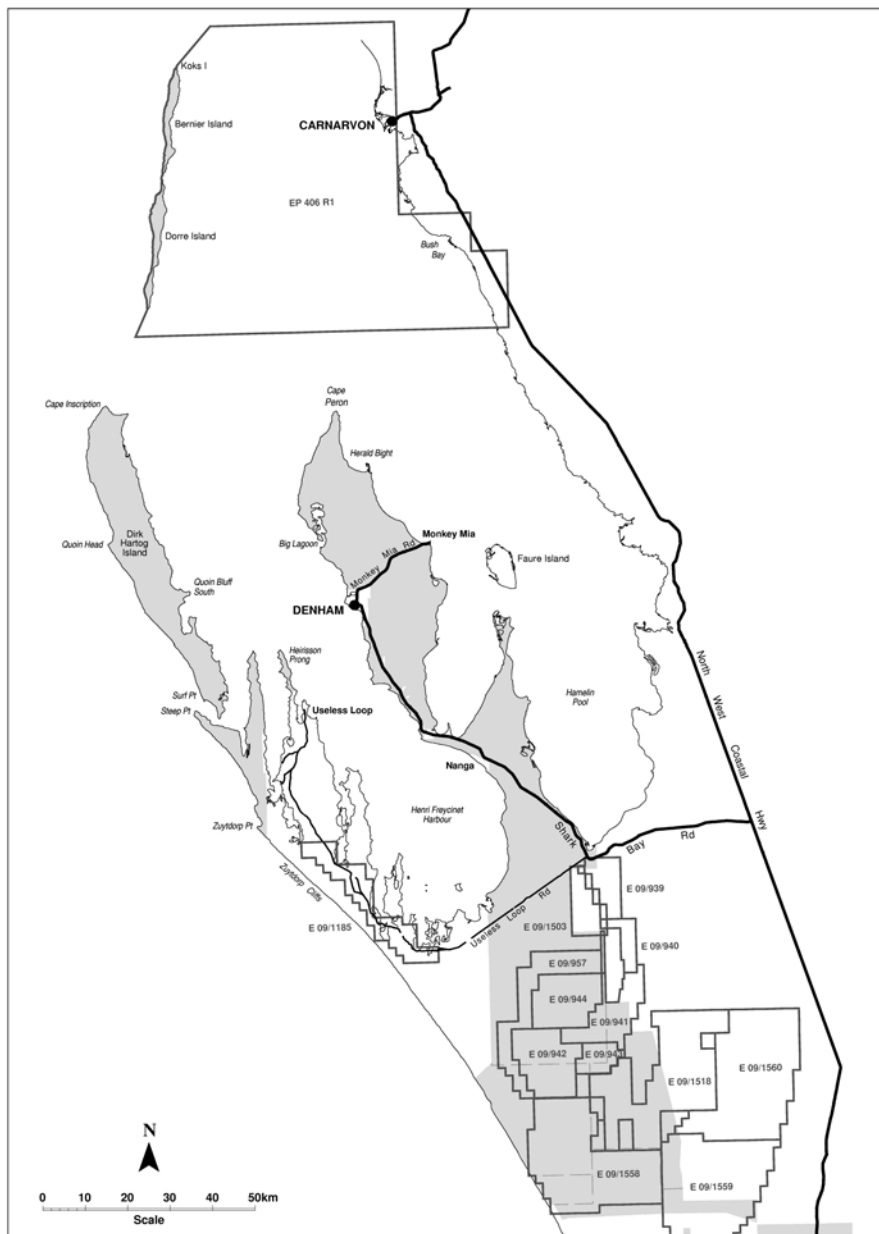 Koks I
Bernier Island
CARNARVON
EP 406 R1
Dorre Island
Bush
Bay
Cape Inscription
Cape
Peron
Herald Bight
Quoin Head
Dirk
Hartog
Island
Big Lagoon
Monkey Mia Rd
Monkey Mia
Faure Island
Quoin Bluff
South
DENHAM
Heirisson
Prong
Surf Pt
Steep Pt
Useless Loop
Hamelin
Pool
North West Coastal Hwy
Nanga
Zuytdorp Pt
Henri Freycinet
Harbour
Shark Bay Rd
Zuytdorp Cliffs
Useless Loop Rd
E 09/1185
E 09/939
E 09/1503
E 09/940
E 09/957
E 09/944
E 09/941
E 09/942
E 09/943
E 09/1518
E 09/1560
E 09/1558
E 09/1559
N
0 10 20 30 40 50km
Scale